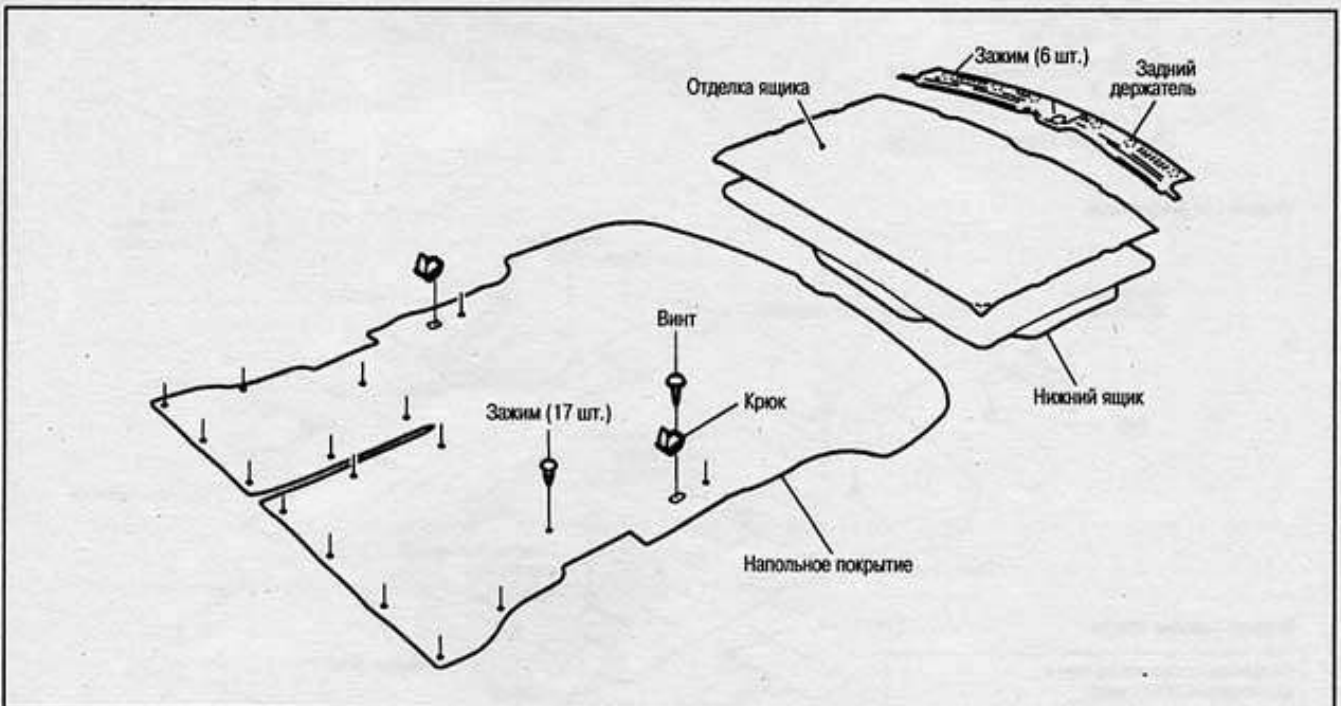 Зажим (6 шт.)
Задний
держатель
Отделка ящика
Винт
Крюк
Зажим (17 шт.)
Нижний ящик
Напольное покрытие